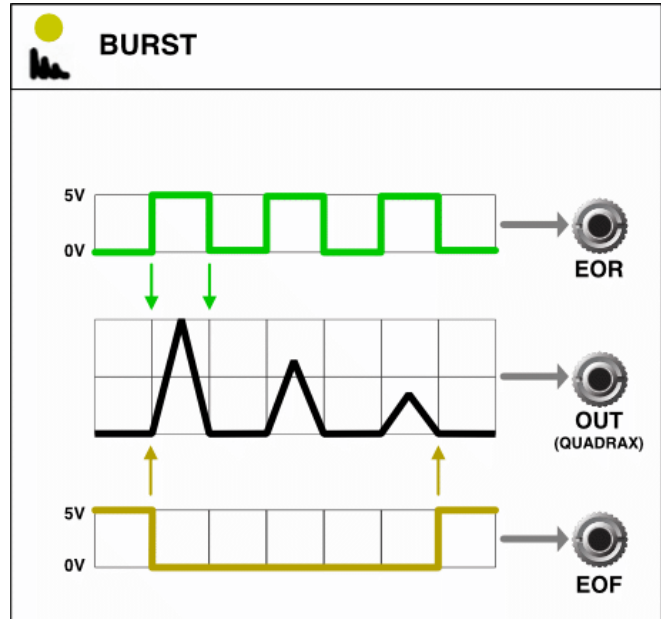 BURST
5V
0V
EOR
OUT
(QUADRAX)
5V
0V
EOF